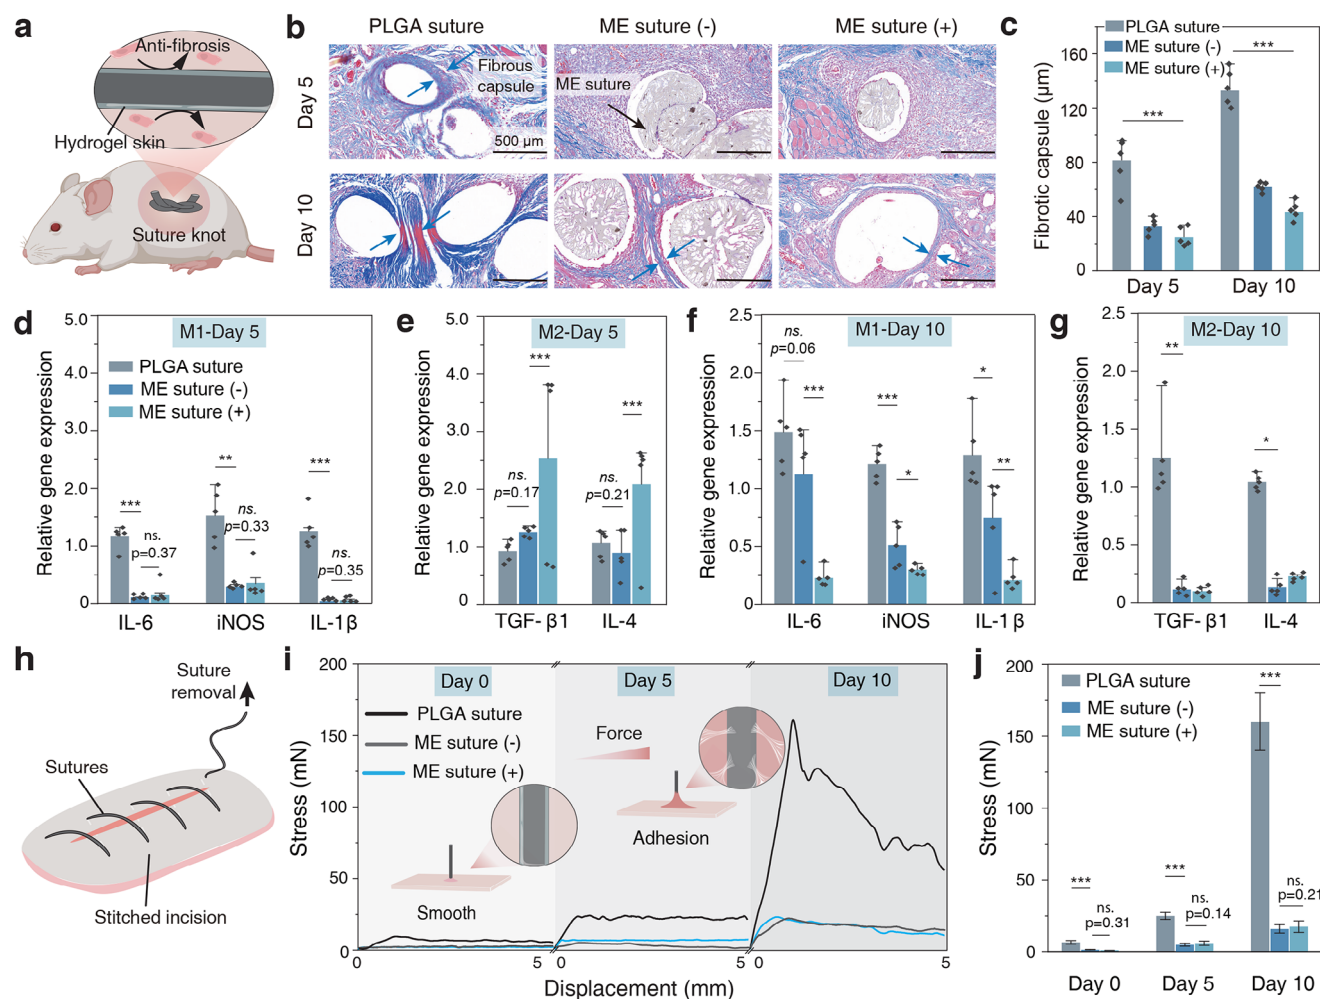 a
Anti-fibrosis
Hydrogel skin
Suture knot
b
PLGA suture
ME suture (-)
ME suture (+)
Day 5
Fibrous
capsule
500 µm
ME suture
Day 10
c
PLGA suture
ME suture (-)
ME suture (+)
Fibrotic capsule (µm)
160
120
80
40
0
***
***
Day 5
Day 10
d
M1-Day 5
PLGA suture
ME suture (-)
ME suture (+)
Relative gene expression
5.0
4.0
3.0
2.0
1.0
0
***
ns.
p=0.37
**
ns.
p=0.33
***
ns.
p=0.35
IL-6
iNOS
IL-1β
e
M2-Day 5
Relative gene expression
5.0
4.0
3.0
2.0
1.0
0
ns.
p=0.17
***
ns.
p=0.21
***
TGF- β1
IL-4
f
M1-Day 10
Relative gene expression
2.5
2.0
1.5
1.0
0.5
0
ns.
p=0.06
***
***
*
*
**
IL-6
iNOS
IL-1β
g
M2-Day 10
Relative gene expression
2.5
2.0
1.5
1.0
0.5
0
**
*
TGF- β1
IL-4
h
Suture
removal
Sutures
Stitched incision
i
Day 0
Day 5
Day 10
PLGA suture
ME suture (-)
ME suture (+)
Force
Smooth
Adhesion
Stress (mN)
200
150
100
50
0
0
5
0
5
0
5
Displacement (mm)
j
PLGA suture
ME suture (-)
ME suture (+)
Stress (mN)
200
150
100
50
0
***
ns.
p=0.31
***
ns.
p=0.14
***
ns.
p=0.21
Day 0
Day 5
Day 10